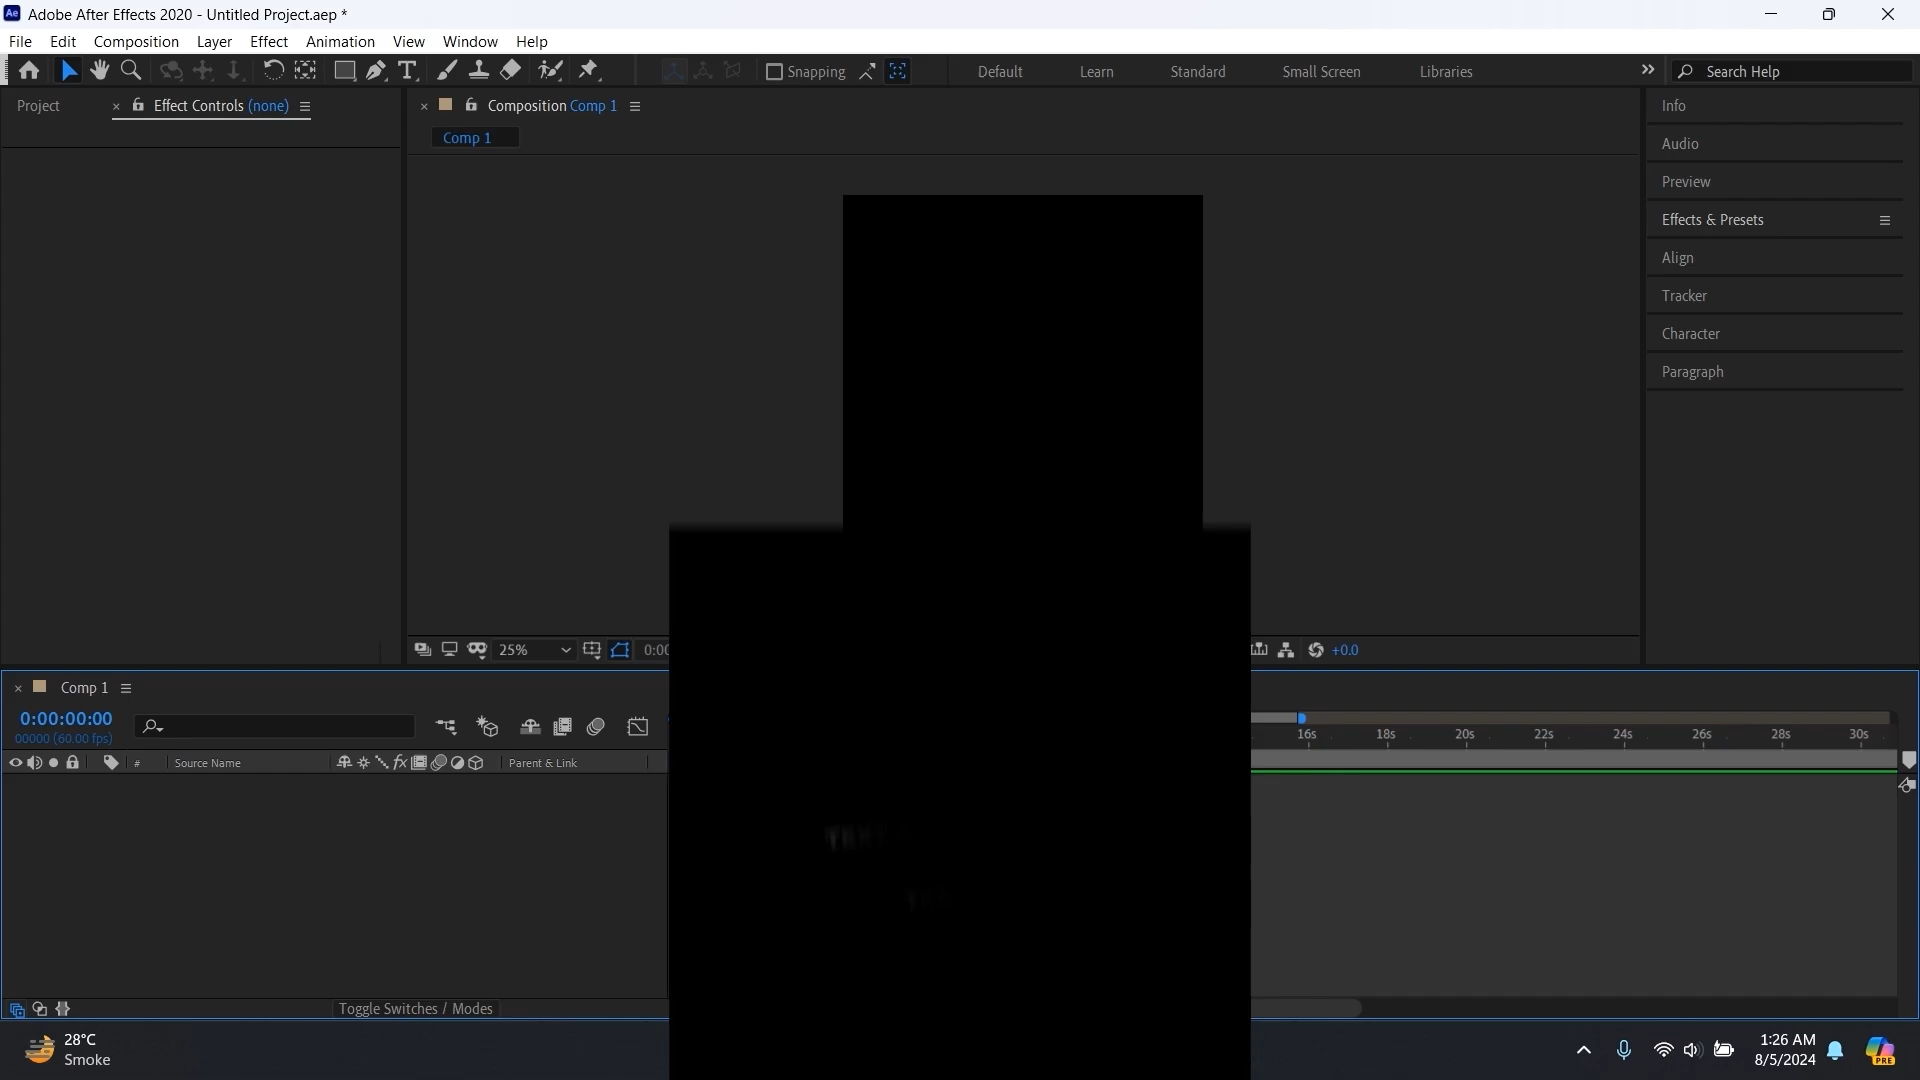 Adobe After Effects 2020 - Untitled Project.aep *
File Edit Composition Layer Effect Animation View Window Help
Snapping Default Learn Standard Small Screen Libraries Search Help
Project Effect Controls (none) Composition Comp 1
Comp 1
Info
Audio
Preview
Effects & Presets
Align
Tracker
Character
Paragraph
25% 0:00 +0.0
Comp 1
0:00:00:00
00000 (60.00 fps)
16s 18s 20s 22s 24s 26s 28s 30s
# Source Name Parent & Link
Toggle Switches / Modes
28°C
Smoke
1:26 AM
8/5/2024
PRE